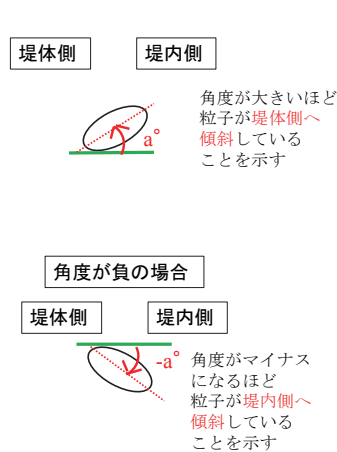 堤体側
堤内側
角度が大きいほど
粒子が堤体側へ
傾斜している
ことを示す
a°
角度が負の場合
堤体側
堤内側
-a°
角度がマイナス
になるほど
粒子が堤内側へ
傾斜している
ことを示す